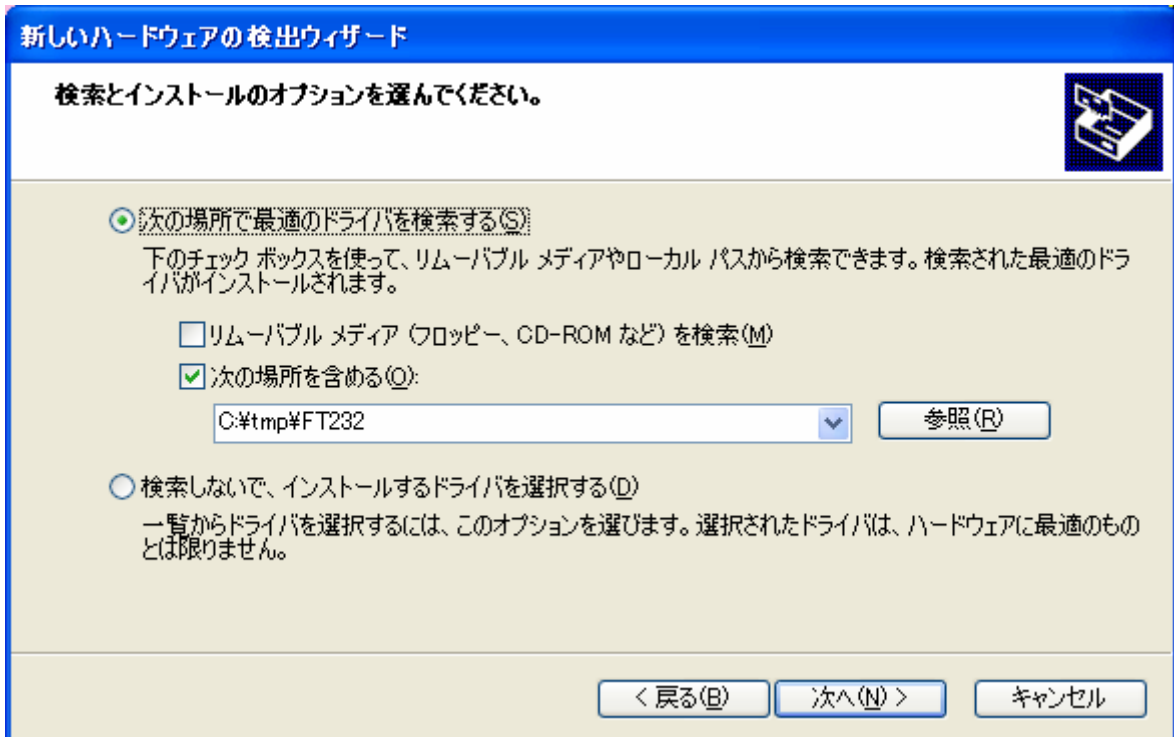 新しいハードウェアの検出ウィザード
検索とインストールのオプションを選んでください。
次の場所で最適のドライバを検索する(S)
下のチェック ボックスを使って、リムーバブル メディアやローカル パスから検索できます。検索された最適のドラ
イバがインストールされます。
リムーバブル メディア (フロッピー、CD-ROM など) を検索(M)
次の場所を含める(O):
C:¥tmp¥FT232
参照(R)
検索しないで、インストールするドライバを選択する(D)
一覧からドライバを選択するには、このオプションを選びます。選択されたドライバは、ハードウェアに最適のもの
とは限りません。
< 戻る(B)
次へ(N) >
キャンセル